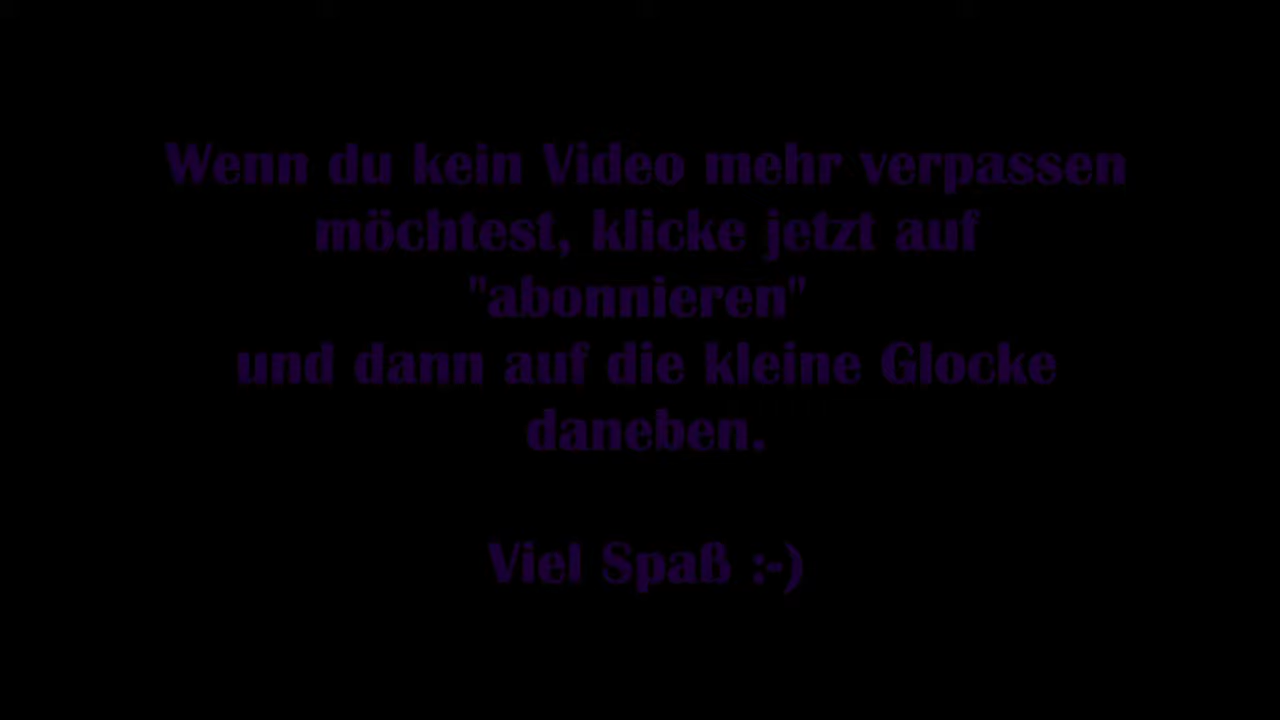 Wenn du kein Video mehr verpassen
möchtest, klicke jetzt auf
"abonnieren"
und dann auf die kleine Glocke
daneben.
Viel Spaß :-)